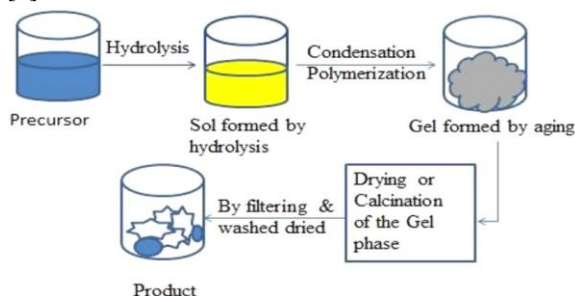 Hydrolysis
Condensation
Polymerization
Precursor
Sol formed by
hydrolysis
Gel formed by aging
Drying or
Calcination
of the Gel
phase
By filtering &
washed dried
Product